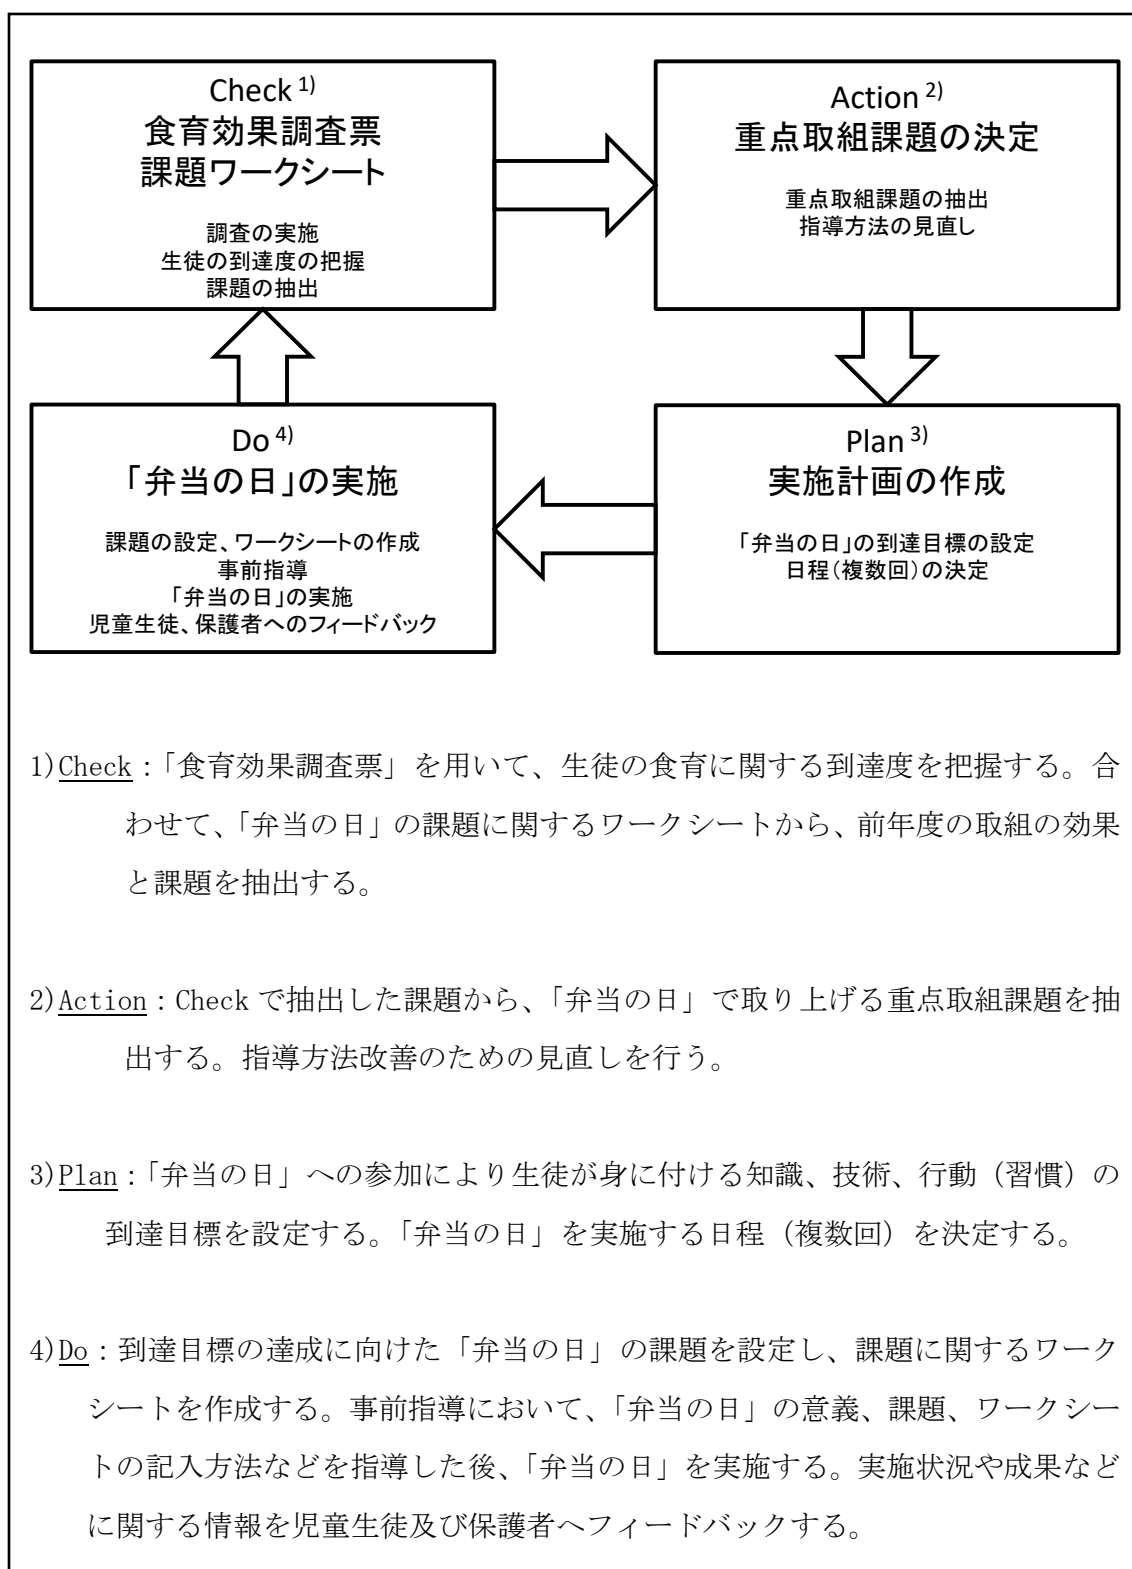 Check 1)
食育効果調査票
課題ワークシート
調査の実施
生徒の到達度の把握
課題の抽出
Action 2)
重点取組課題の決定
重点取組課題の抽出
指導方法の見直し
Do 4)
「弁当の日」の実施
課題の設定、ワークシートの作成
事前指導
「弁当の日」の実施
児童生徒、保護者へのフィードバック
Plan 3)
実施計画の作成
「弁当の日」の到達目標の設定
日程(複数回)の決定
1)Check：「食育効果調査票」を用いて、生徒の食育に関する到達度を把握する。合
わせて、「弁当の日」の課題に関するワークシートから、前年度の取組の効果
と課題を抽出する。
2)Action：Check で抽出した課題から、「弁当の日」で取り上げる重点取組課題を抽
出する。指導方法改善のための見直しを行う。
3)Plan：「弁当の日」への参加により生徒が身に付ける知識、技術、行動（習慣）の
到達目標を設定する。「弁当の日」を実施する日程（複数回）を決定する。
4)Do：到達目標の達成に向けた「弁当の日」の課題を設定し、課題に関するワーク
シートを作成する。事前指導において、「弁当の日」の意義、課題、ワークシー
トの記入方法などを指導した後、「弁当の日」を実施する。実施状況や成果など
に関する情報を児童生徒及び保護者へフィードバックする。